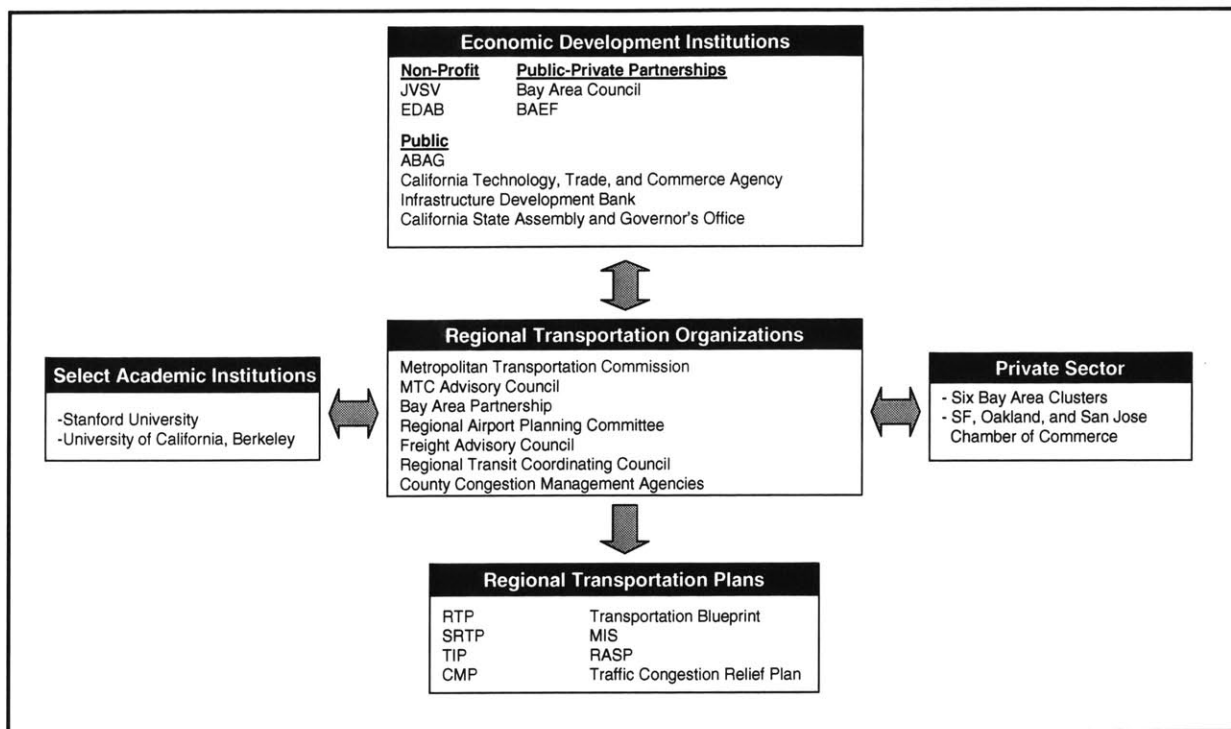 Economic Development Institutions
Non-Profit Public-Private Partnerships
JVSV Bay Area Council
EDAB BAEF
Public
ABAG
California Technology, Trade, and Commerce Agency
Infrastructure Development Bank
California State Assembly and Governor's Office
Regional Transportation Organizations
Metropolitan Transportation Commission
MTC Advisory Council
Bay Area Partnership
Regional Airport Planning Committee
Freight Advisory Council
Regional Transit Coordinating Council
County Congestion Management Agencies
Select Academic Institutions
-Stanford University
-University of California, Berkeley
Private Sector
- Six Bay Area Clusters
- SF, Oakland, and San Jose
Chamber of Commerce
Regional Transportation Plans
RTP Transportation Blueprint
SRTP MIS
TIP RASP
CMP Traffic Congestion Relief Plan